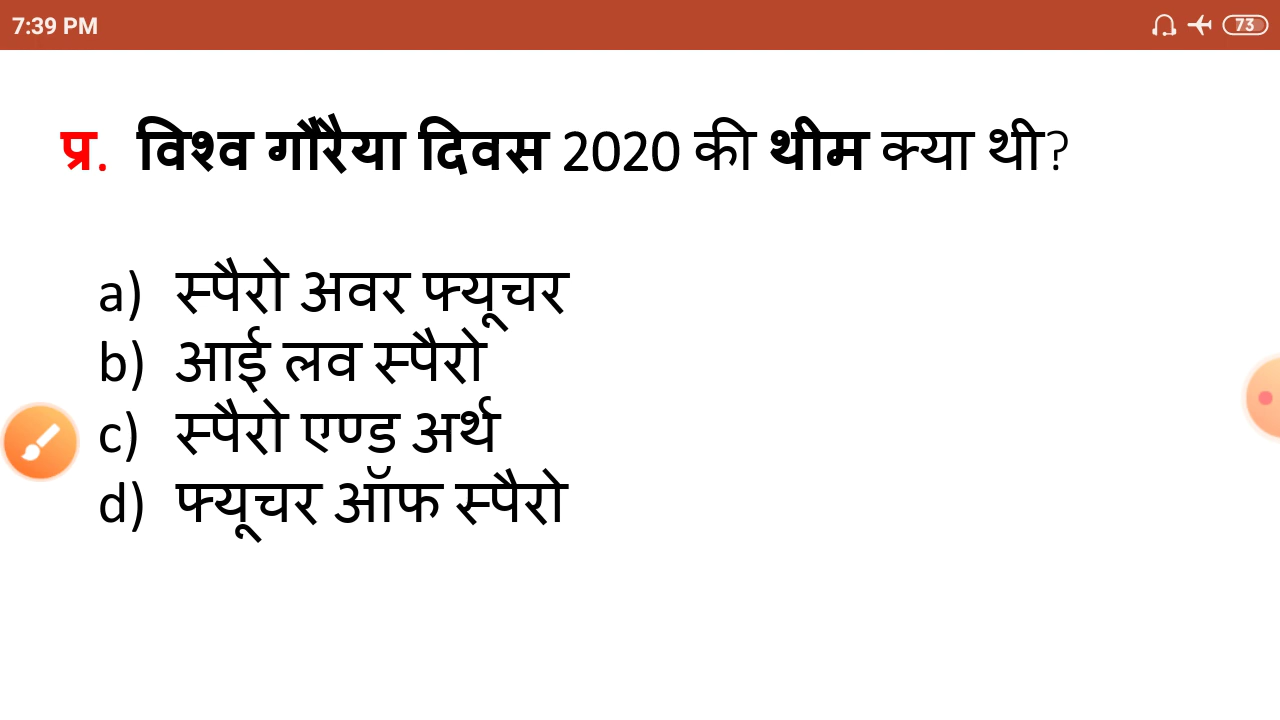 7:39 PM 73
प्र. विश्व गौरैया दिवस 2020 की थीम क्या थी?
a) स्पैरो अवर फ्यूचर
b) आई लव स्पैरो
c) स्पैरो एण्ड अर्थ
d) फ्यूचर ऑफ स्पैरो